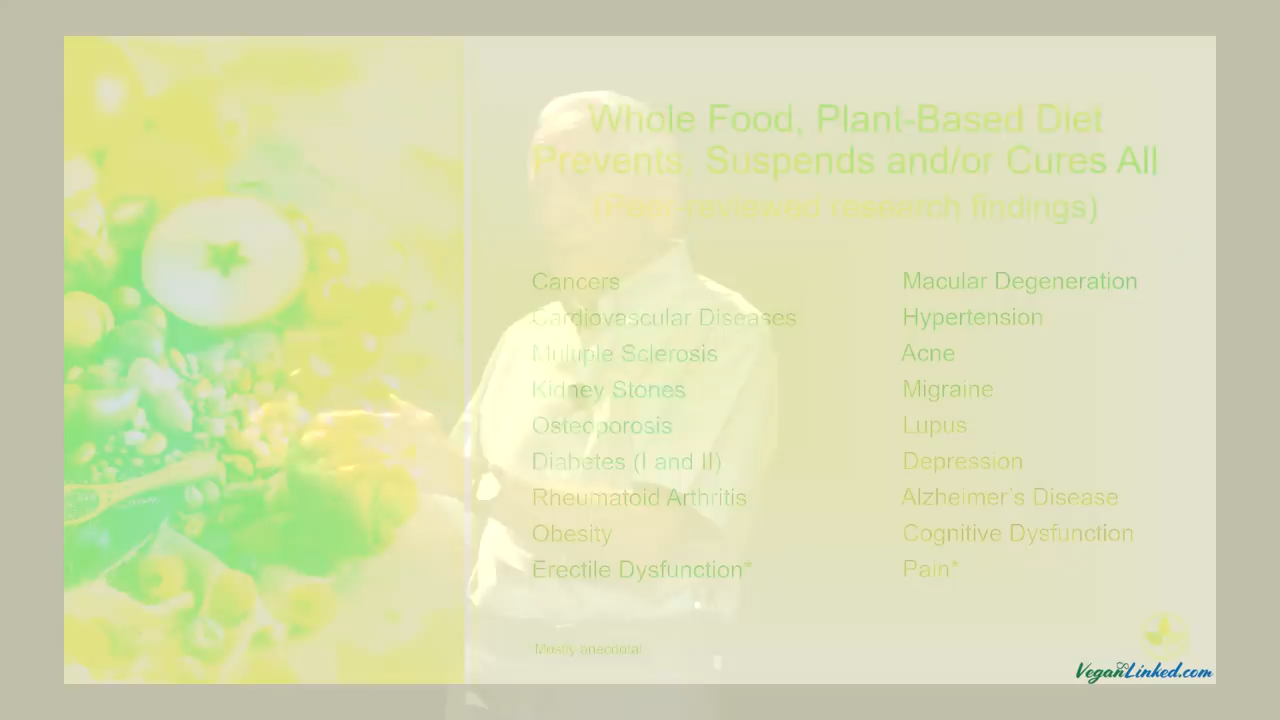 Whole Food, Plant-Based Diet
Prevents, Suspends and/or Cures All
(Peer-reviewed research findings)
Cancers
Cardiovascular Diseases
Multiple Sclerosis
Kidney Stones
Osteoporosis
Diabetes (I and II)
Rheumatoid Arthritis
Obesity
Erectile Dysfunction*
Macular Degeneration
Hypertension
Acne
Migraine
Lupus
Depression
Alzheimer's Disease
Cognitive Dysfunction
Pain*
Mostly anecdotal
VeganLinked.com